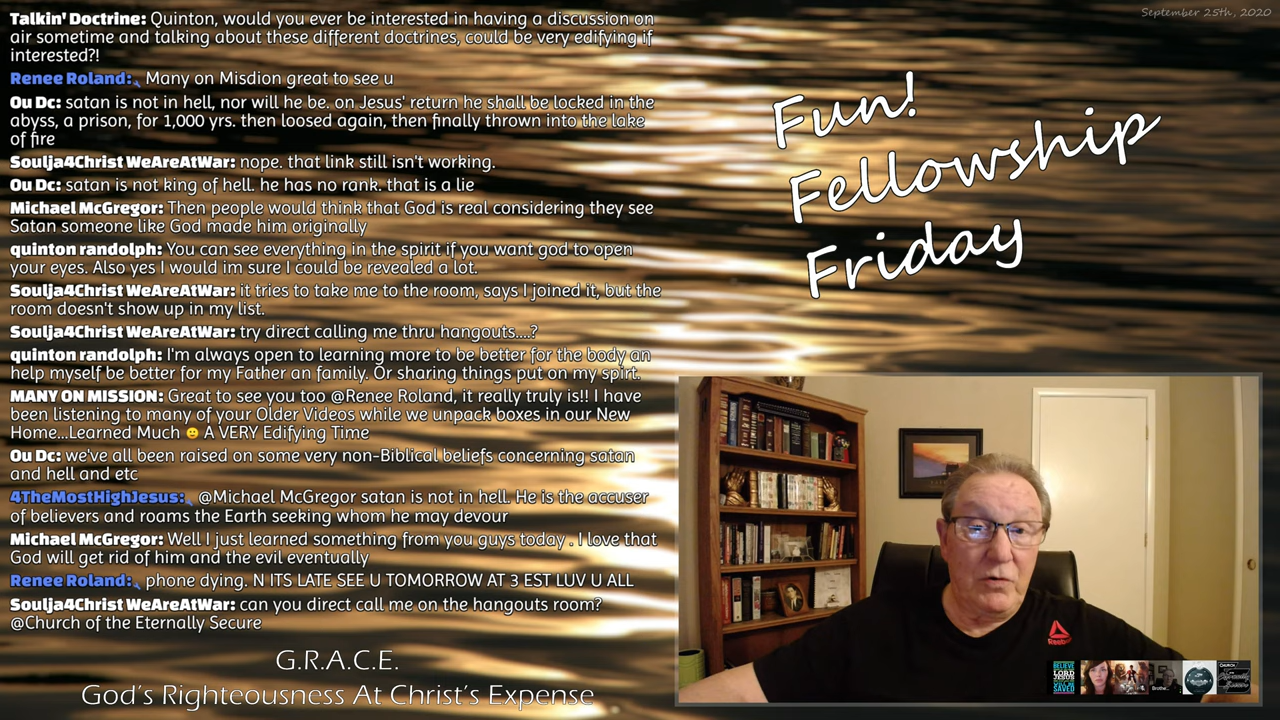 Talkin' Doctrine: Quinton, would you ever be interested in having a discussion on
air sometime and talking about these different doctrines, could be very edifying if
interested?!
Renee Roland: Many on Misdion great to see u
Ou Dc: satan is not in hell, nor will he be. on Jesus' return he shall be locked in the
abyss, a prison, for 1,000 yrs. then loosed again, then finally thrown into the lake
of fire
Soulja4Christ WeAreAtWar: nope. that link still isn't working.
Ou Dc: satan is not king of hell. he has no rank. that is a lie
Michael McGregor: Then people would think that God is real considering they see
Satan someone like God made him originally
quinton randolph: You can see everything in the spirit if you want god to open
your eyes. Also yes I would im sure I could be revealed a lot.
Soulja4Christ WeAreAtWar: it tries to take me to the room, says I joined it, but the
room doesn't show up in my list.
Soulja4Christ WeAreAtWar: try direct calling me thru hangouts....?
quinton randolph: I'm always open to learning more to be better for the body an
help myself be better for my Father an family. Or sharing things put on my spirt.
MANY ON MISSION: Great to see you too @Renee Roland, it really truly is!! I have
been listening to many of your Older Videos while we unpack boxes in our New
Home...Learned Much 🙂 A VERY Edifying Time
Ou Dc: we've all been raised on some very non-Biblical beliefs concerning satan
and hell and etc
4TheMostHighJesus: @Michael McGregor satan is not in hell. He is the accuser
of believers and roams the Earth seeking whom he may devour
Michael McGregor: Well I just learned something from you guys today . I love that
God will get rid of him and the evil eventually
Renee Roland: phone dying. N ITS LATE SEE U TOMORROW AT 3 EST LUV U ALL
Soulja4Christ WeAreAtWar: can you direct call me on the hangouts room?
@Church of the Eternally Secure
G.R.A.C.E.
God's Righteousness At Christ's Expense
September 25th, 2020
Fun!
Fellowship
Friday
Reebok
BELIEVE
LORD
JESUS
SAVED
Brothe...
CHURCH